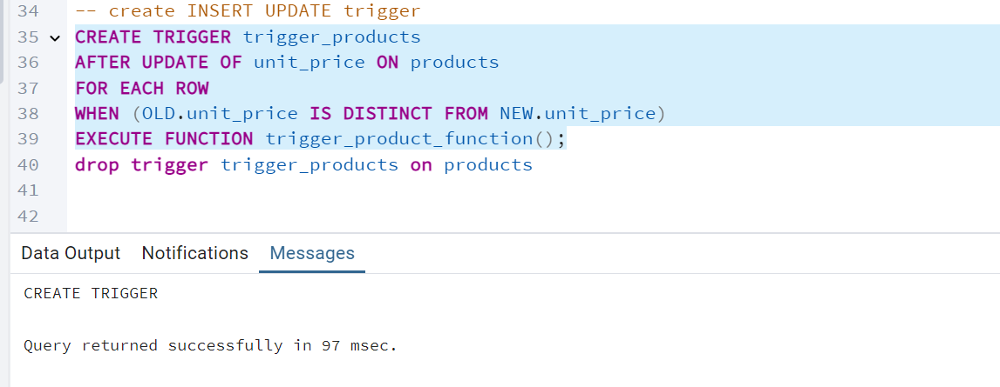 34 -- create INSERT UPDATE trigger
35 CREATE TRIGGER trigger_products
36 AFTER UPDATE OF unit_price ON products
37 FOR EACH ROW
38 WHEN (OLD.unit_price IS DISTINCT FROM NEW.unit_price)
39 EXECUTE FUNCTION trigger_product_function();
40 drop trigger trigger_products on products
41
42
Data Output Notifications Messages
CREATE TRIGGER
Query returned successfully in 97 msec.